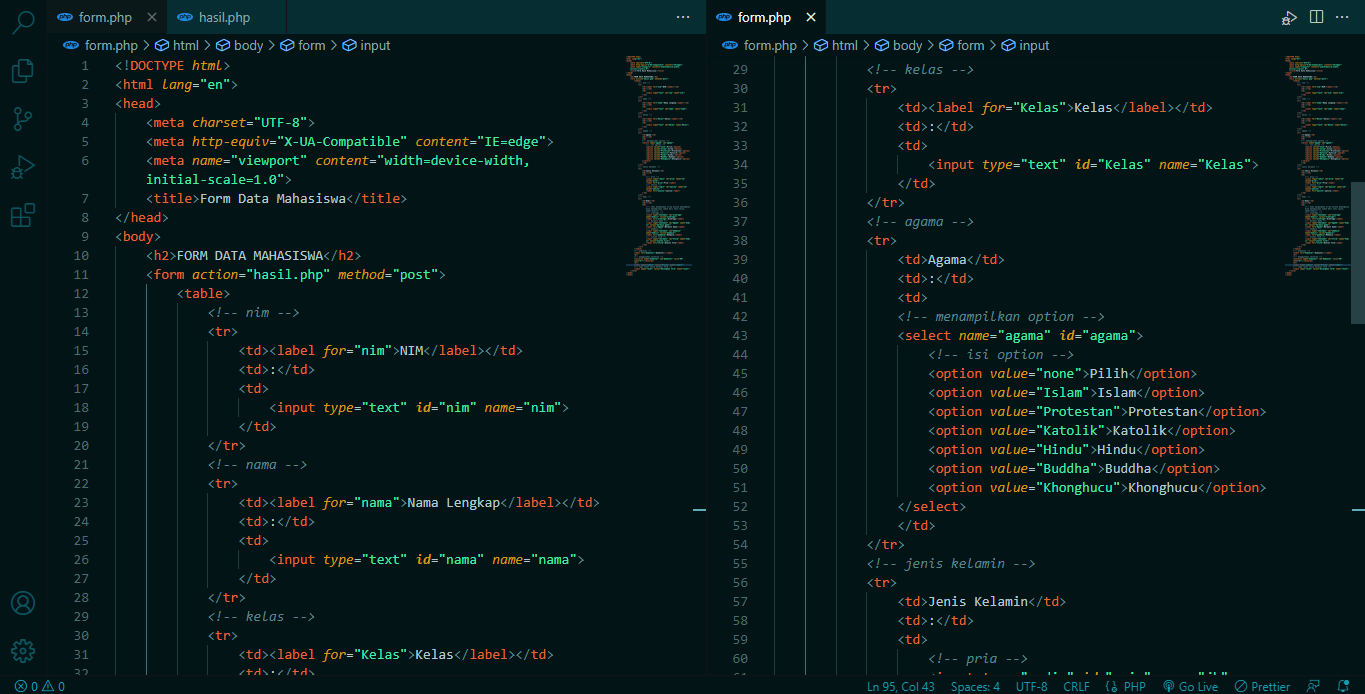 form.php
hasil.php
form.php > html > body > form > input
1 <!DOCTYPE html>
2 <html lang="en">
3 <head>
4 <meta charset="UTF-8">
5 <meta http-equiv="X-UA-Compatible" content="IE=edge">
6 <meta name="viewport" content="width=device-width,
initial-scale=1.0">
7 <title>Form Data Mahasiswa</title>
8 </head>
9 <body>
10 <h2>FORM DATA MAHASISWA</h2>
11 <form action="hasil.php" method="post">
12 <table>
13 <!-- nim -->
14 <tr>
15 <td><label for="nim">NIM</label></td>
16 <td>:</td>
17 <td>
18 <input type="text" id="nim" name="nim">
19 </td>
20 </tr>
21 <!-- nama -->
22 <tr>
23 <td><label for="nama">Nama Lengkap</label></td>
24 <td>:</td>
25 <td>
26 <input type="text" id="nama" name="nama">
27 </td>
28 </tr>
29 <!-- kelas -->
30 <tr>
31 <td><label for="Kelas">Kelas</label></td>
32 <td>:</td>
form.php
form.php > html > body > form > input
29 <!-- kelas -->
30 <tr>
31 <td><label for="Kelas">Kelas</label></td>
32 <td>:</td>
33 <td>
34 <input type="text" id="Kelas" name="Kelas">
35 </td>
36 </tr>
37 <!-- agama -->
38 <tr>
39 <td>Agama</td>
40 <td>:</td>
41 <td>
42 <!-- menampilkan option -->
43 <select name="agama" id="agama">
44 <!-- isi option -->
45 <option value="none">Pilih</option>
46 <option value="Islam">Islam</option>
47 <option value="Protestan">Protestan</option>
48 <option value="Katolik">Katolik</option>
49 <option value="Hindu">Hindu</option>
50 <option value="Buddha">Buddha</option>
51 <option value="Khonghucu">Khonghucu</option>
52 </select>
53 </td>
54 </tr>
55 <!-- jenis kelamin -->
56 <tr>
57 <td>Jenis Kelamin</td>
58 <td>:</td>
59 <td>
60 <!-- pria -->
0 0
Ln 95, Col 43 Spaces: 4 UTF-8 CRLF PHP Go Live Prettier